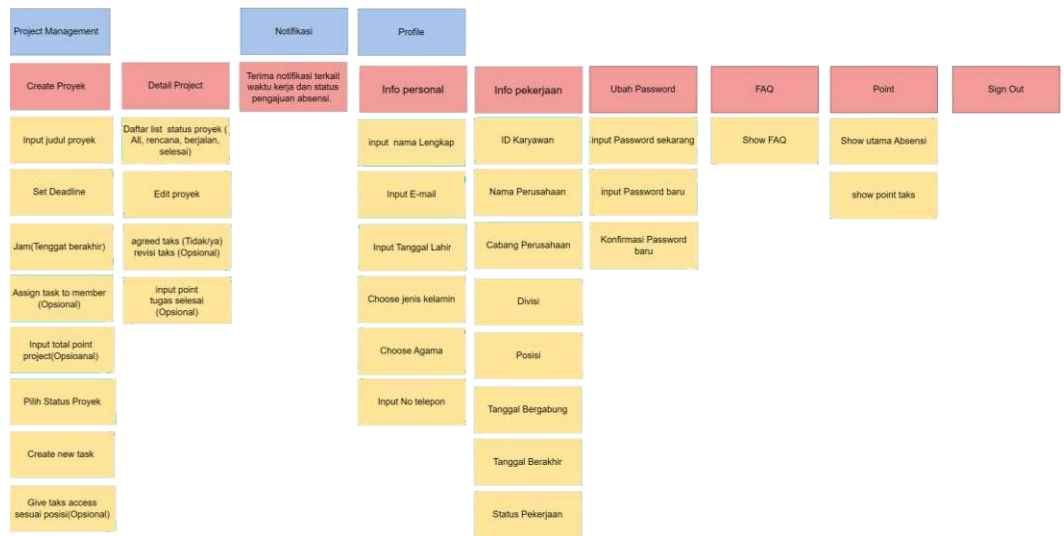 Project Management
Notifikasi
Profile
Create Proyek
Detail Project
Terima notifikasi terkait
waktu kerja dan status
pengajuan absensi.
Info personal
Info pekerjaan
Ubah Password
FAQ
Point
Sign Out
Input judul proyek
Daftar list status proyek (
All, rencana, berjalan,
selesai)
input nama Lengkap
ID Karyawan
input Password sekarang
Show FAQ
Show utama Absensi
Set Deadline
Edit proyek
Input E-mail
Nama Perusahaan
input Password baru
show point taks
Jam(Tenggat berakhir)
agreed taks (Tidak/ya)
revisi taks (Opsional)
Input Tanggal Lahir
Cabang Perusahaan
Konfirmasi Password
baru
Assign task to member
(Opsional)
input point
tugas selesai
(Opsional)
Choose jenis kelamin
Divisi
Input total point
project(Opsioanal)
Choose Agama
Posisi
Pilih Status Proyek
Input No telepon
Tanggal Bergabung
Create new task
Tanggal Berakhir
Give taks access
sesuai posisi(Opsional)
Status Pekerjaan